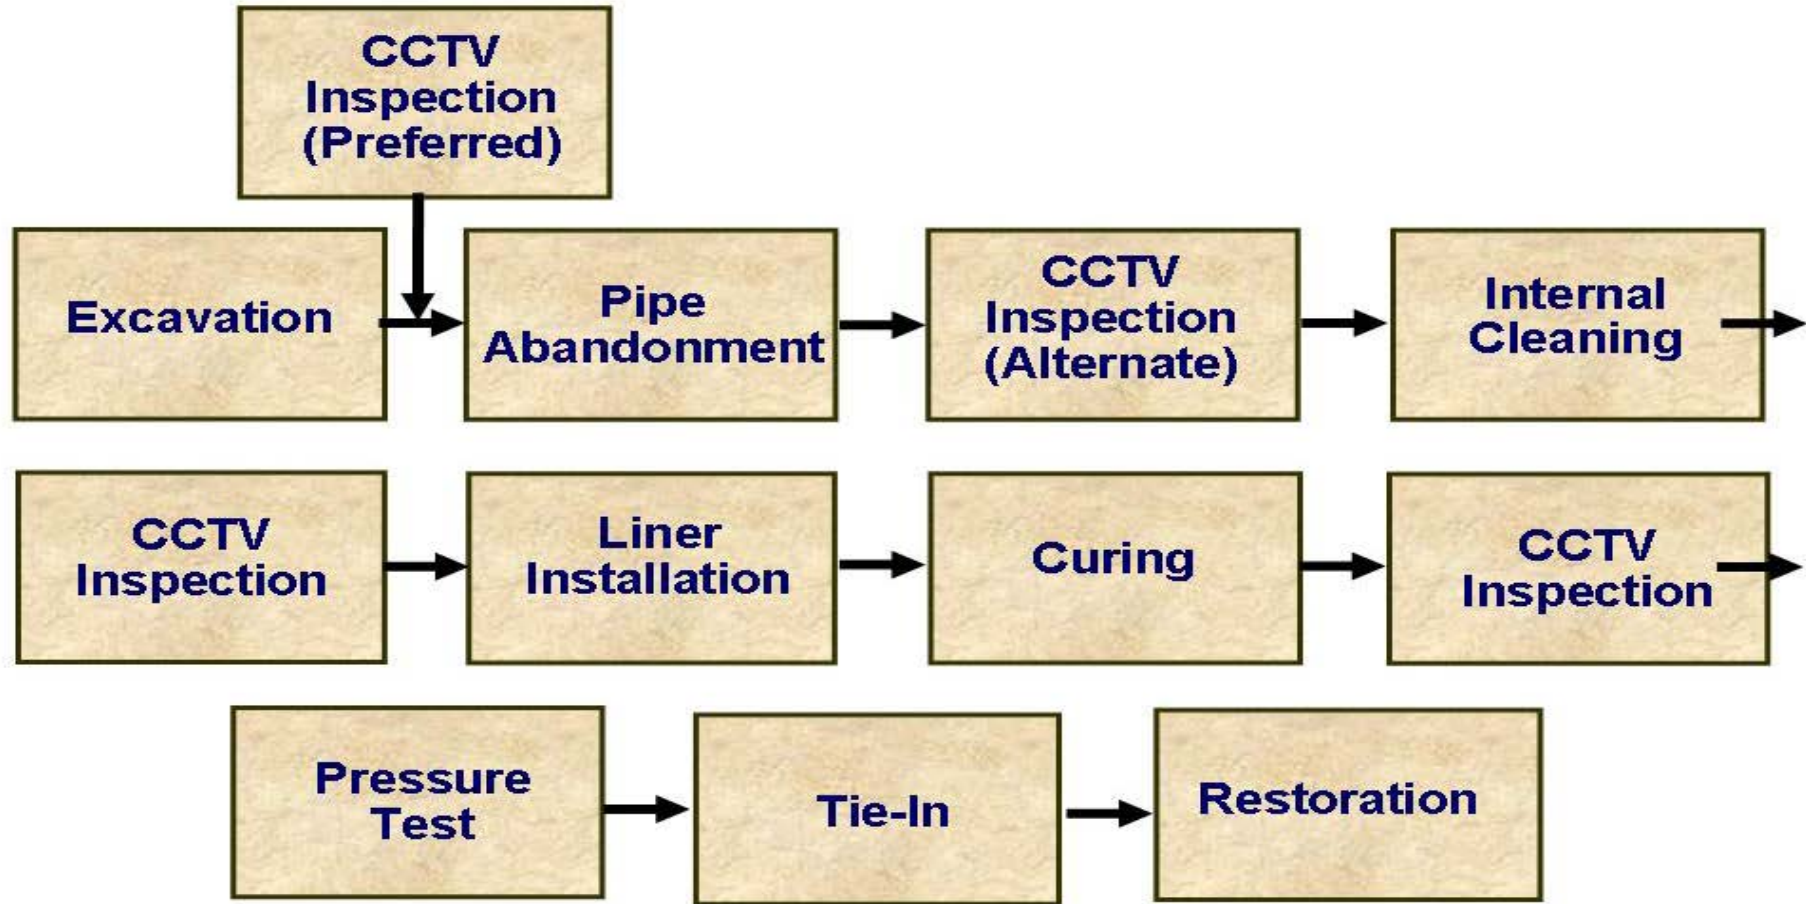 CCTV
Inspection
(Preferred)
Excavation
Pipe
Abandonment
CCTV
Inspection
(Alternate)
Internal
Cleaning
CCTV
Inspection
Liner
Installation
Curing
CCTV
Inspection
Pressure
Test
Tie-In
Restoration